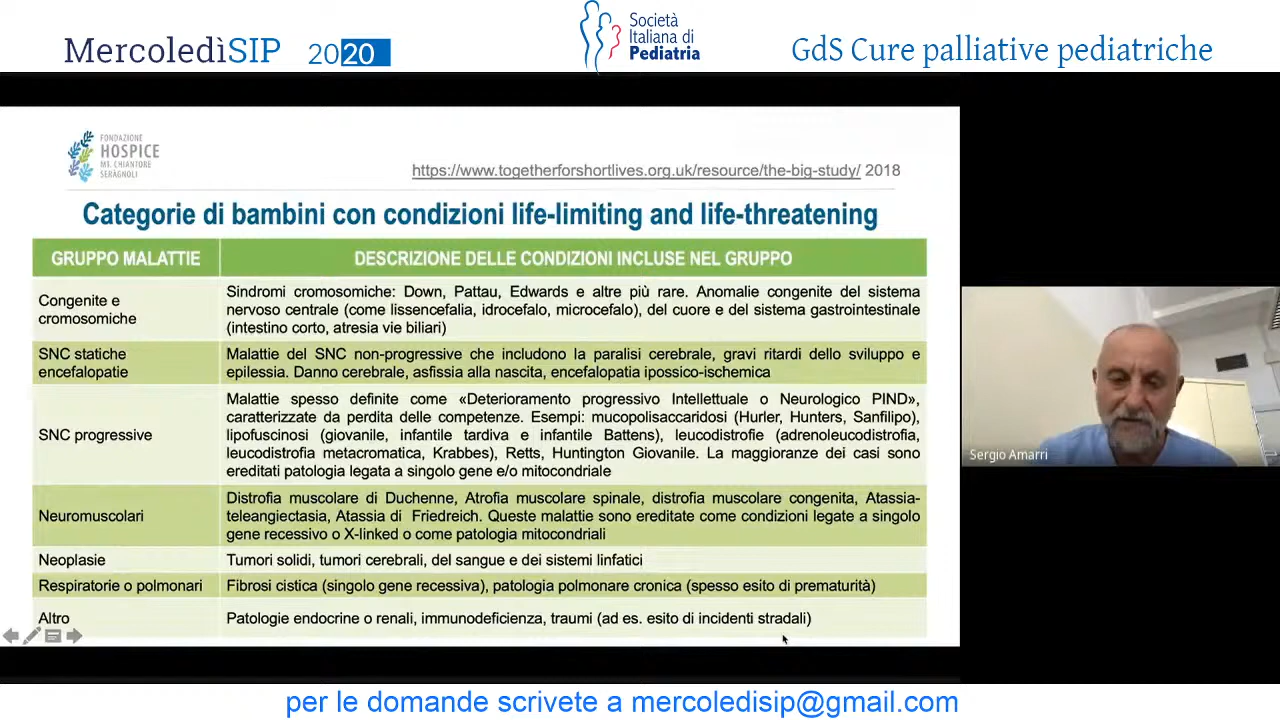 MercoledìSIP 2020
Società
Italiana di
Pediatria
GdS Cure palliative pediatriche
FONDAZIONE
HOSPICE
MT. CHIANTORE
SERÀGNOLI
https://www.togetherforshortlives.org.uk/resource/the-big-study/ 2018
Categorie di bambini con condizioni life-limiting and life-threatening
GRUPPO MALATTIE
DESCRIZIONE DELLE CONDIZIONI INCLUSE NEL GRUPPO
Congenite e
cromosomiche
Sindromi cromosomiche: Down, Pattau, Edwards e altre più rare. Anomalie congenite del sistema
nervoso centrale (come lissencefalia, idrocefalo, microcefalo), del cuore e del sistema gastrointestinale
(intestino corto, atresia vie biliari)
SNC statiche
encefalopatie
Malattie del SNC non-progressive che includono la paralisi cerebrale, gravi ritardi dello sviluppo e
epilessia. Danno cerebrale, asfissia alla nascita, encefalopatia ipossico-ischemica
SNC progressive
Malattie spesso definite come «Deterioramento progressivo Intellettuale o Neurologico PIND»,
caratterizzate da perdita delle competenze. Esempi: mucopolisaccaridosi (Hurler, Hunters, Sanfilipo),
lipofuscinosi (giovanile, infantile tardiva e infantile Battens), leucodistrofie (adrenoleucodistrofia,
leucodistrofia metacromatica, Krabbes), Retts, Huntington Giovanile. La maggioranze dei casi sono
ereditati patologia legata a singolo gene e/o mitocondriale
Neuromuscolari
Distrofia muscolare di Duchenne, Atrofia muscolare spinale, distrofia muscolare congenita, Atassia-
teleangiectasia, Atassia di Friedreich. Queste malattie sono ereditate come condizioni legate a singolo
gene recessivo o X-linked o come patologia mitocondriali
Neoplasie
Tumori solidi, tumori cerebrali, del sangue e dei sistemi linfatici
Respiratorie o polmonari
Fibrosi cistica (singolo gene recessiva), patologia polmonare cronica (spesso esito di prematurità)
Altro
Patologie endocrine o renali, immunodeficienza, traumi (ad es. esito di incidenti stradali)
Sergio Amarri
per le domande scrivete a mercoledisip@gmail.com